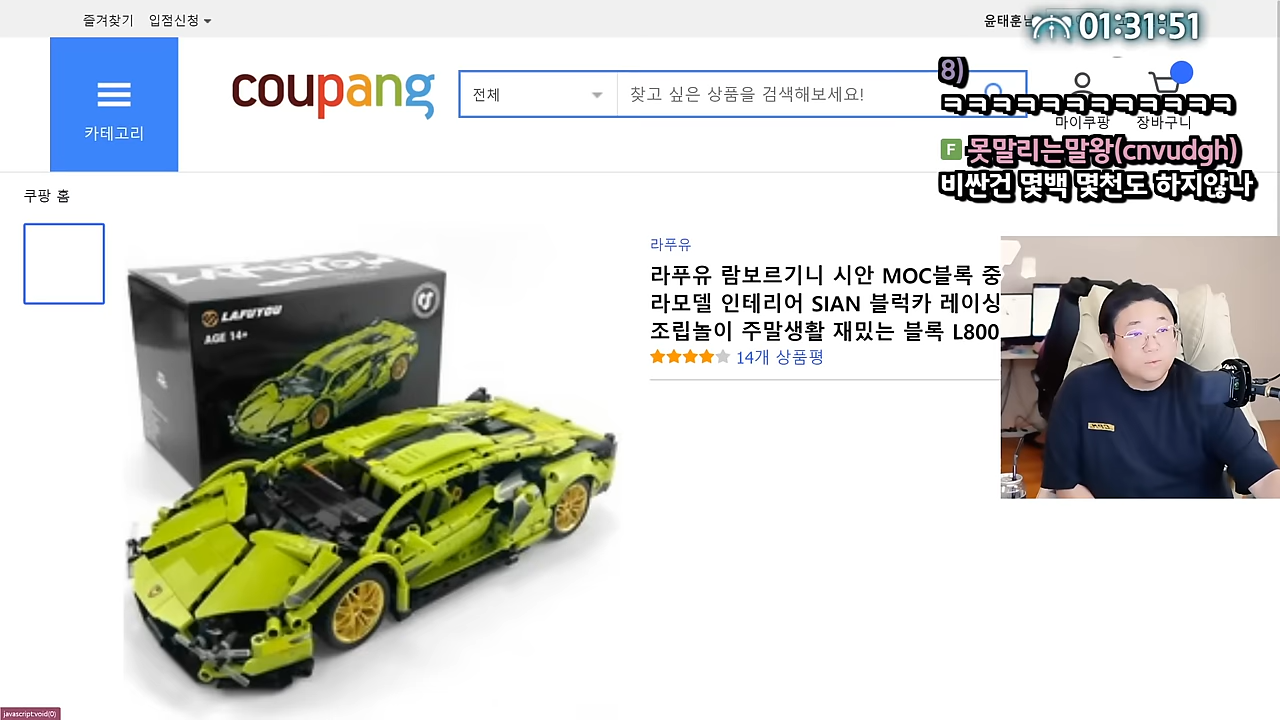 즐겨찾기 입점신청
윤태훈님
01:31:51
카테고리
coupang
전체
찾고 싶은 상품을 검색해보세요!
마이쿠팡
장바구니
8)
ㅋㅋㅋㅋㅋㅋㅋㅋㅋㅋㅋㅋ
F 못말리는말왕(cnvudgh)
비싼건 몇백 몇천도 하지않나
쿠팡 홈
LAFUYOU
AGE 14+
라푸유
라푸유 람보르기니 시안 MOC블록 중
라모델 인테리어 SIAN 블럭카 레이싱
조립놀이 주말생활 재밌는 블록 L800
14개 상품평
javascript:void(0)